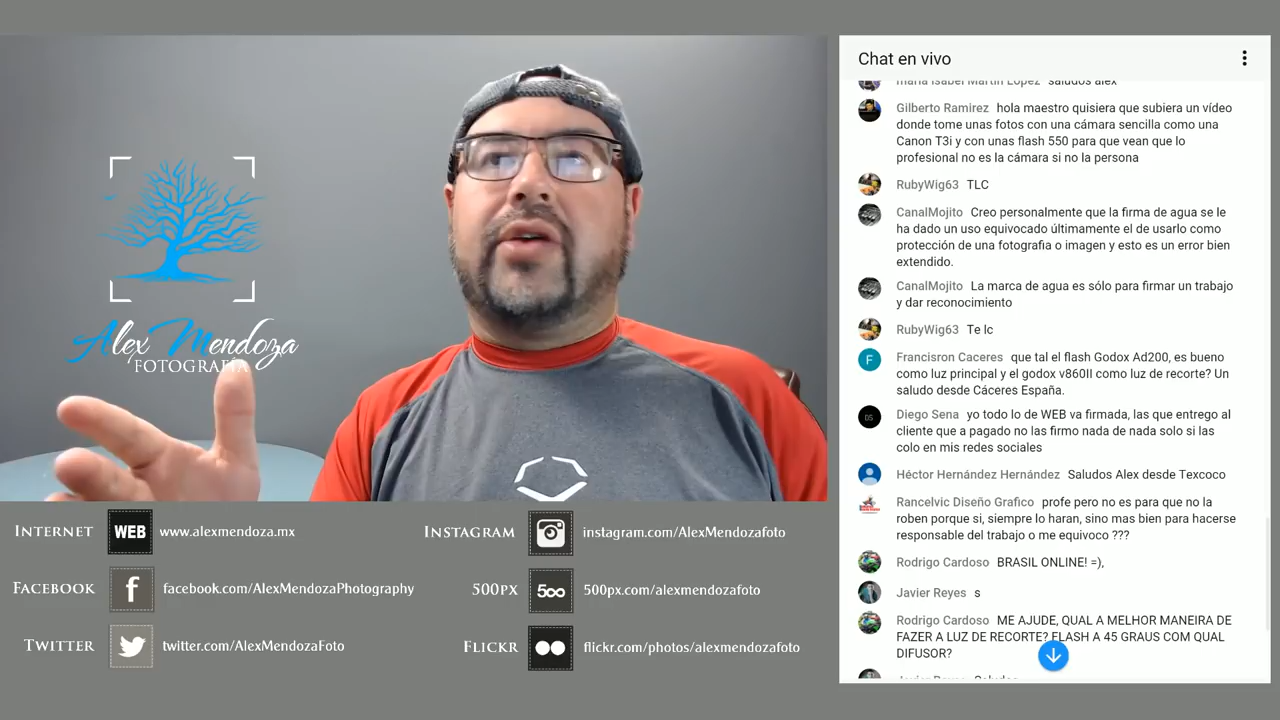 Alex Mendoza
FOTOGRAFÍA
INTERNET WEB www.alexmendoza.mx
FACEBOOK f facebook.com/AlexMendozaPhotography
TWITTER twitter.com/AlexMendozaFoto
INSTAGRAM instagram.com/AlexMendozafoto
500PX 500 500px.com/alexmendozafoto
FLICKR flickr.com/photos/alexmendozafoto
Chat en vivo
maria Isabel Martin Lopez saludos alex
Gilberto Ramirez hola maestro quisiera que subiera un vídeo
donde tome unas fotos con una cámara sencilla como una
Canon T3i y con unas flash 550 para que vean que lo
profesional no es la cámara si no la persona
RubyWig63 TLC
CanalMojito Creo personalmente que la firma de agua se le
ha dado un uso equivocado últimamente el de usarlo como
protección de una fotografia o imagen y esto es un error bien
extendido.
CanalMojito La marca de agua es sólo para firmar un trabajo
y dar reconocimiento
RubyWig63 Te lc
F Francisron Caceres que tal el flash Godox Ad200, es bueno
como luz principal y el godox v860II como luz de recorte? Un
saludo desde Cáceres España.
DS Diego Sena yo todo lo de WEB va firmada, las que entrego al
cliente que a pagado no las firmo nada de nada solo si las
colo en mis redes sociales
Héctor Hernández Hernández Saludos Alex desde Texcoco
Rancelvic Diseño Grafico profe pero no es para que no la
roben porque si, siempre lo haran, sino mas bien para hacerse
responsable del trabajo o me equivoco ???
Rodrigo Cardoso BRASIL ONLINE! =),
Javier Reyes s
Rodrigo Cardoso ME AJUDE, QUAL A MELHOR MANEIRA DE
FAZER A LUZ DE RECORTE? FLASH A 45 GRAUS COM QUAL
DIFUSOR?